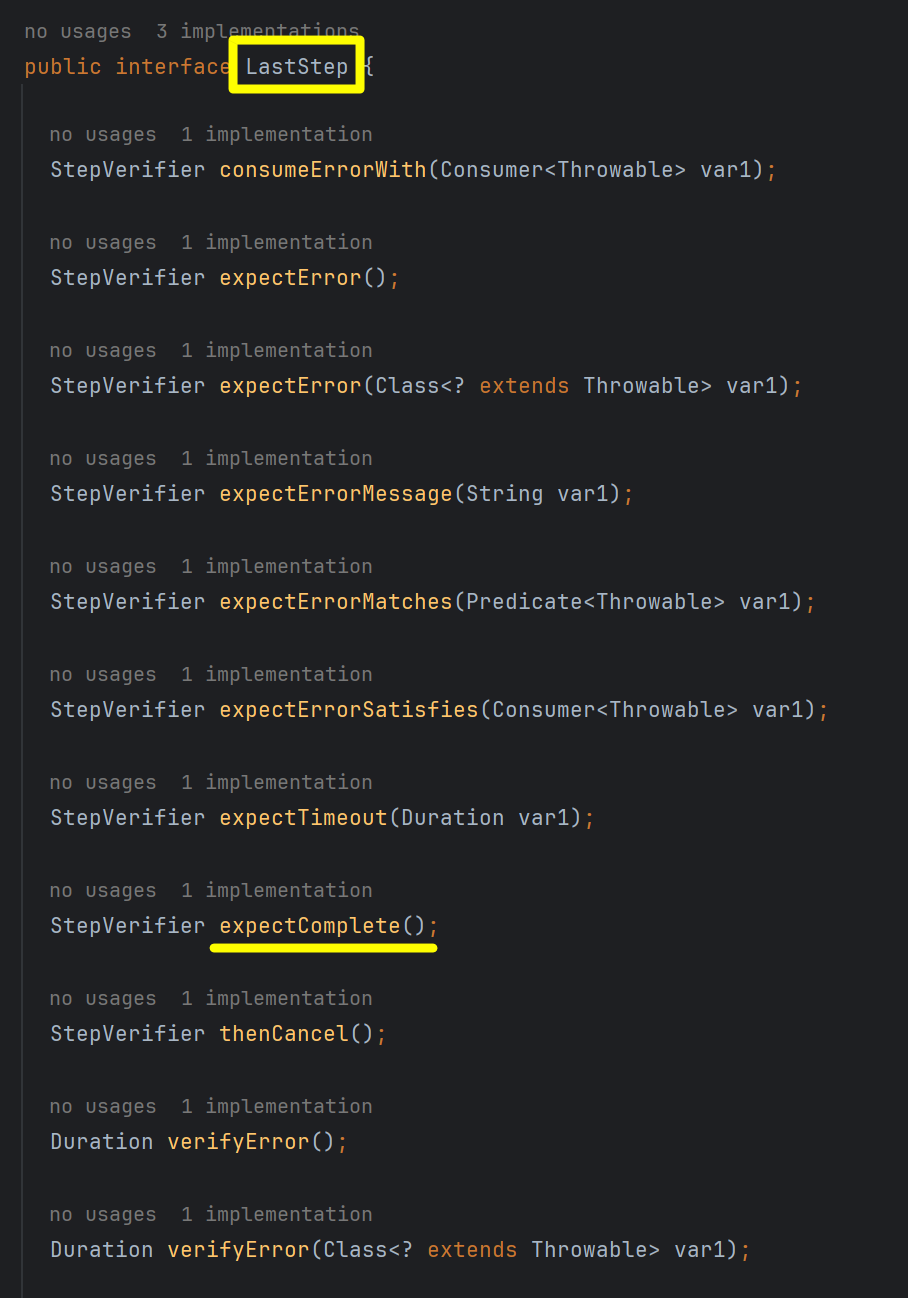 no usages  3 implementations
public interface LastStep {
no usages  1 implementation
StepVerifier consumeErrorWith(Consumer<Throwable> var1);
no usages  1 implementation
StepVerifier expectError();
no usages  1 implementation
StepVerifier expectError(Class<? extends Throwable> var1);
no usages  1 implementation
StepVerifier expectErrorMessage(String var1);
no usages  1 implementation
StepVerifier expectErrorMatches(Predicate<Throwable> var1);
no usages  1 implementation
StepVerifier expectErrorSatisfies(Consumer<Throwable> var1);
no usages  1 implementation
StepVerifier expectTimeout(Duration var1);
no usages  1 implementation
StepVerifier expectComplete();
no usages  1 implementation
StepVerifier thenCancel();
no usages  1 implementation
Duration verifyError();
no usages  1 implementation
Duration verifyError(Class<? extends Throwable> var1);